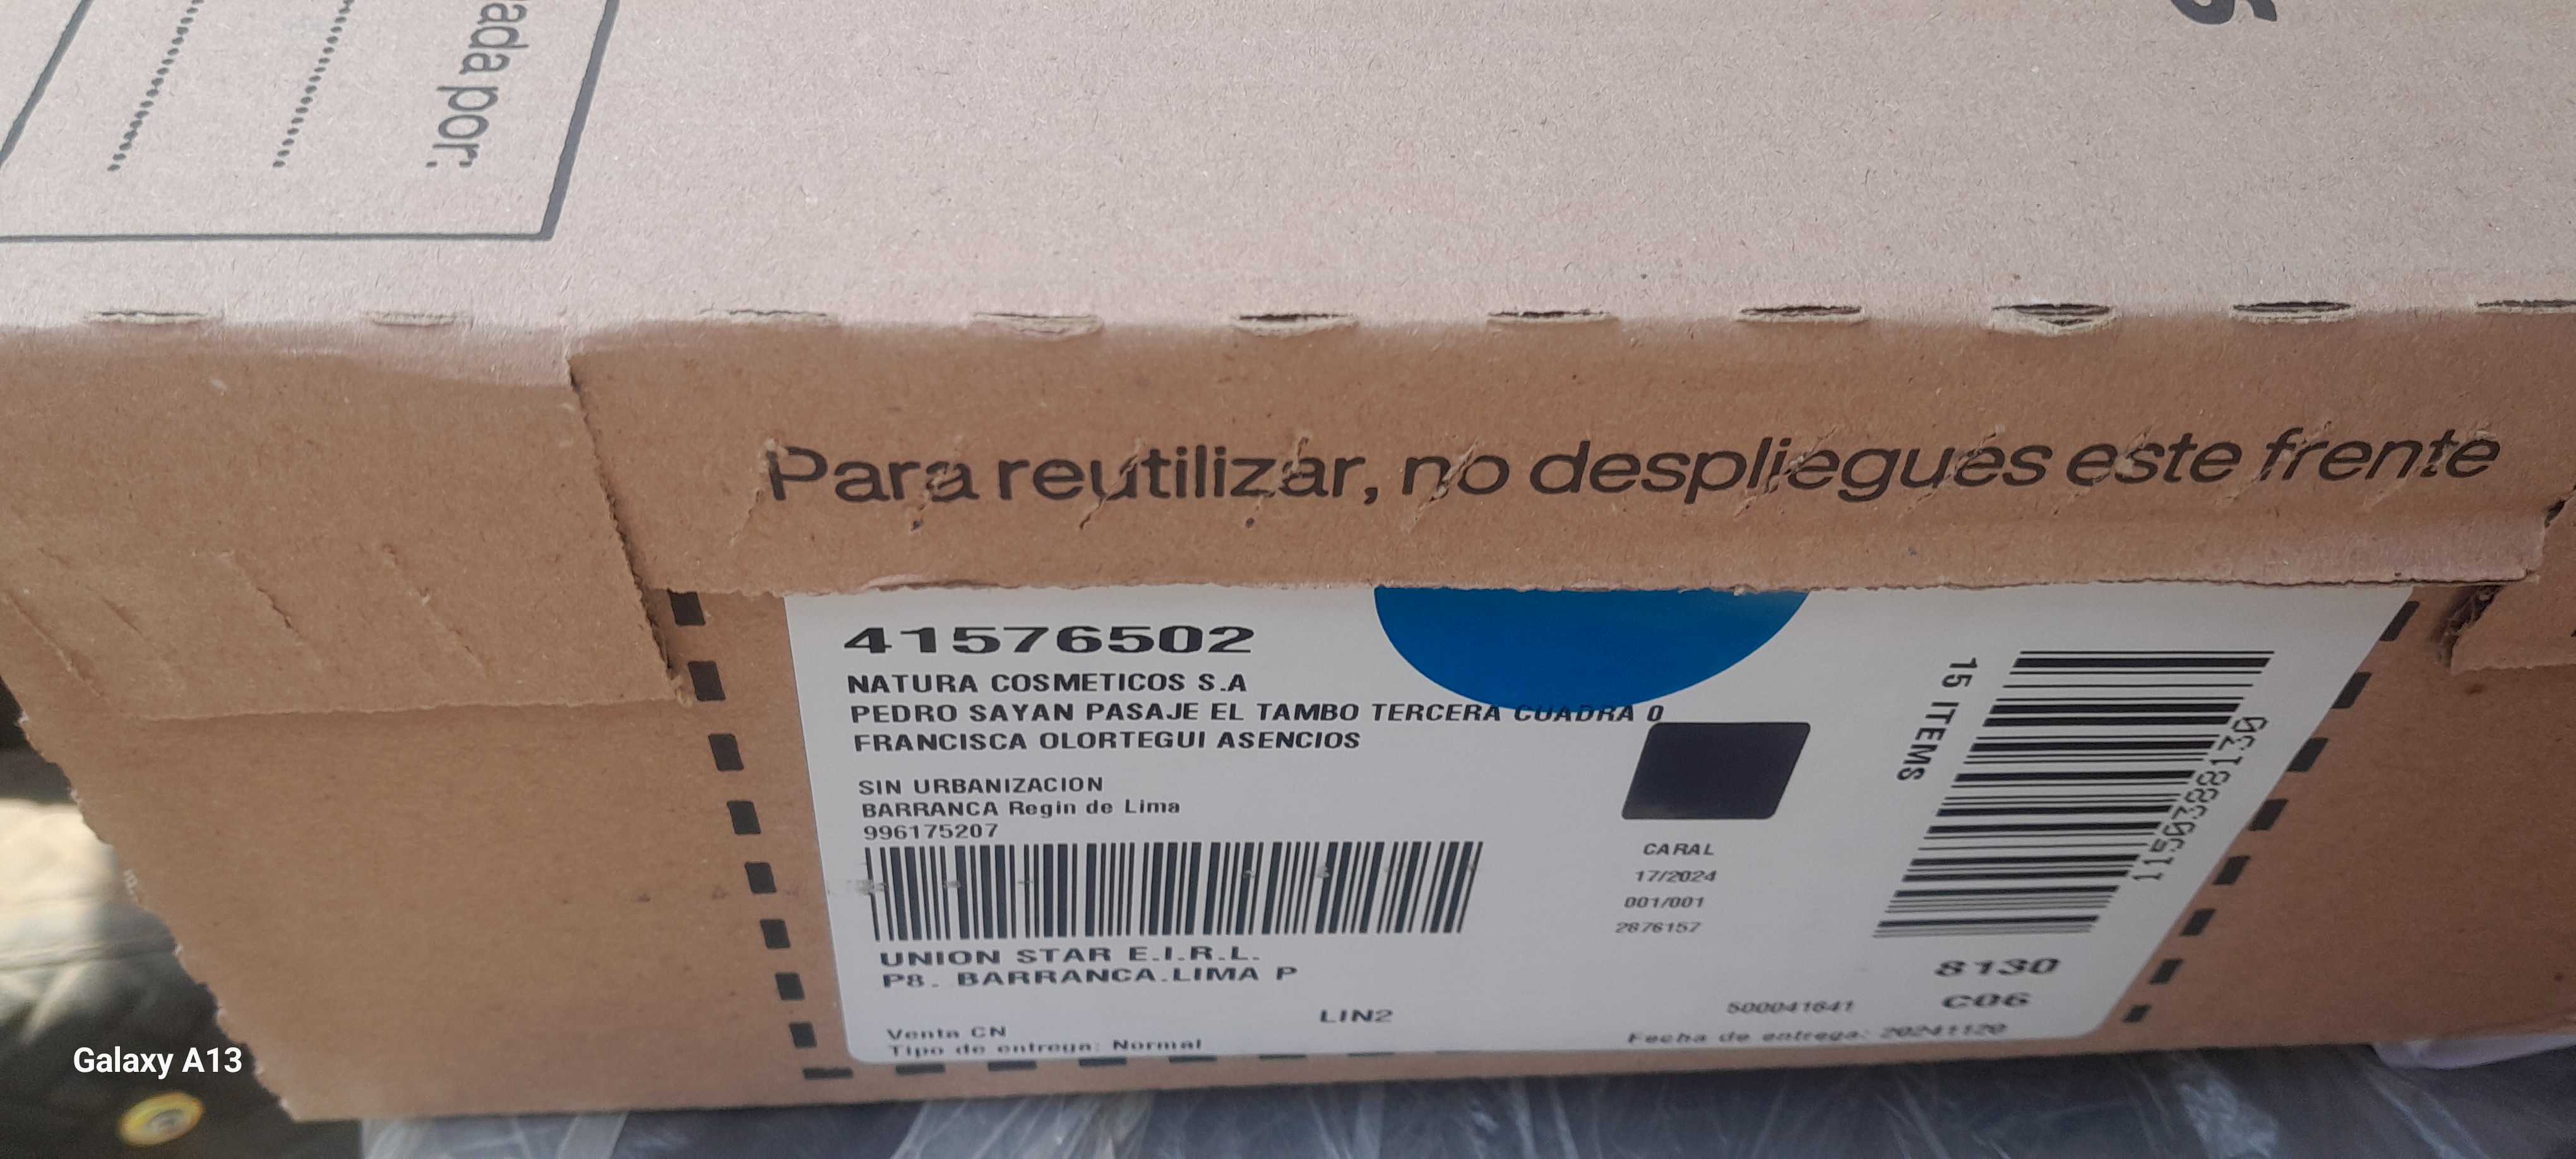 ada por:
Para reutilizar, no despliegues este frente
41576502
NATURA COSMETICOS S.A
PEDRO SAYAN PASAJE EL TAMBO TERCERA CUADRA 0
FRANCISCA OLORTEGUI ASENCIOS
SIN URBANIZACION
BARRANCA Regin de Lima
996175207
UNION STAR E.I.R.L.
P8. BARRANCA.LIMA P
LIN2
Venta CN
Tipo de entrega: Normal
CARAL
17/2024
001/001
2876157
15 ITEMS
11503888130
8130
C06
500041641
Fecha de entrega: 20241120
Galaxy A13